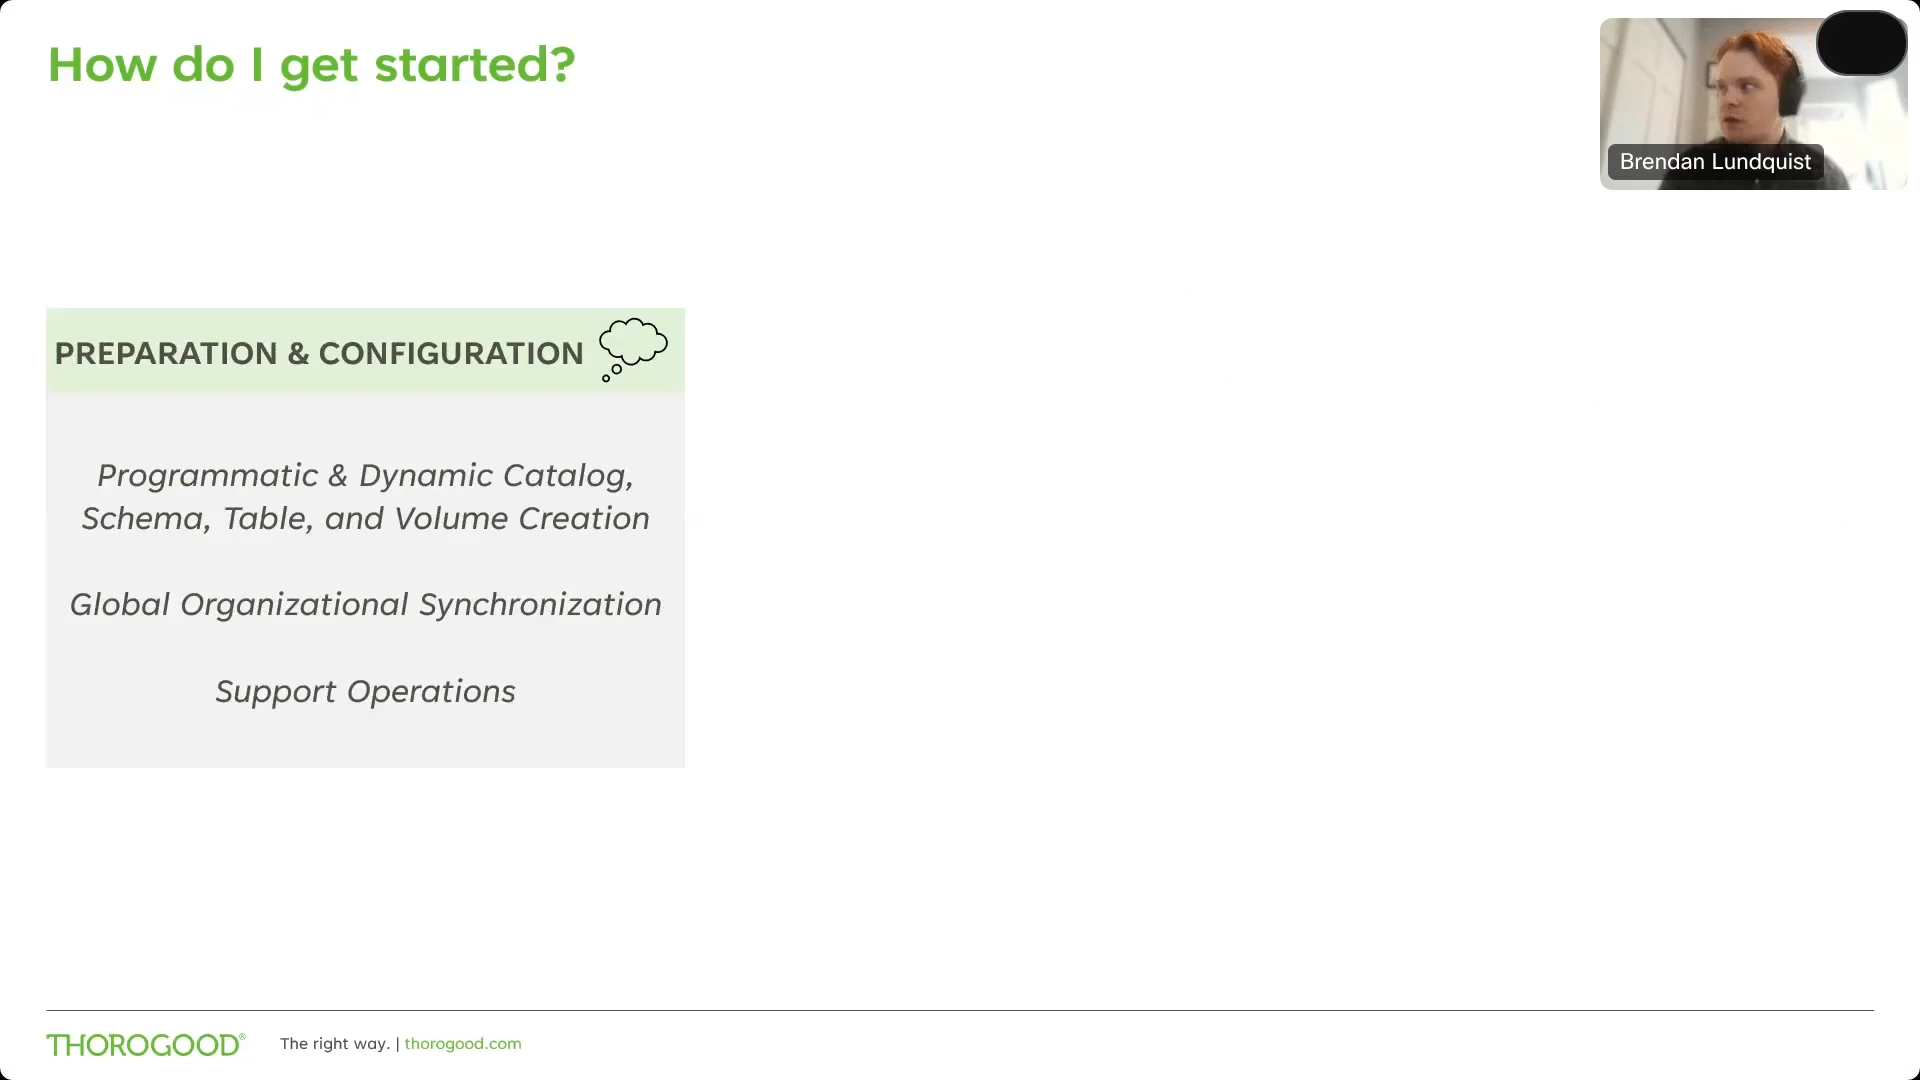 How do I get started?
Brendan Lundquist
PREPARATION & CONFIGURATION
Programmatic & Dynamic Catalog,
Schema, Table, and Volume Creation
Global Organizational Synchronization
Support Operations
THOROGOOD® The right way. | thorogood.com